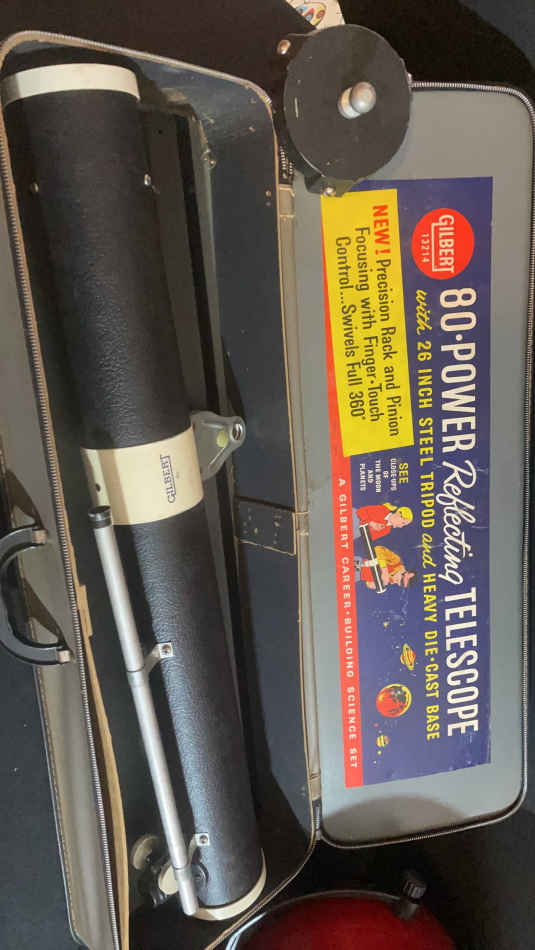 GILBERT
13214
80·POWER Reflecting TELESCOPE
with 26 INCH STEEL TRIPOD and HEAVY DIE·CAST BASE
NEW! Precision Rack and Pinion
Focusing with Finger·Touch
Control...Swivels Full 360°
SEE
CLOSE-UPS
OF
THE MOON
AND
PLANETS
A GILBERT CAREER·BUILDING SCIENCE SET
GILBERT